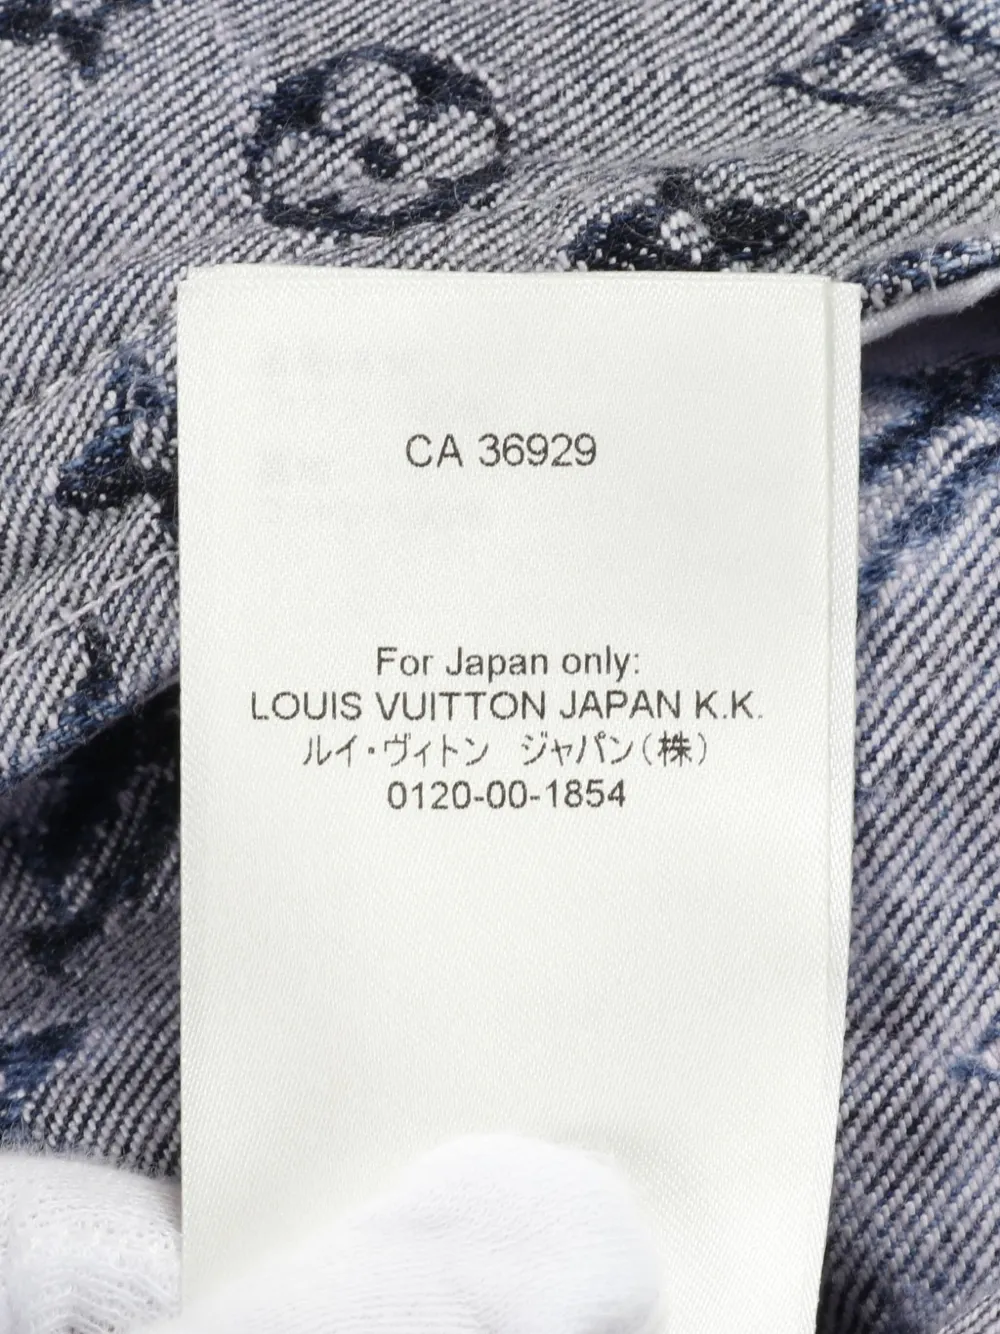 CA 36929
For Japan only:
LOUIS VUITTON JAPAN K.K.
ルイ・ヴィトン ジャパン(株)
0120-00-1854